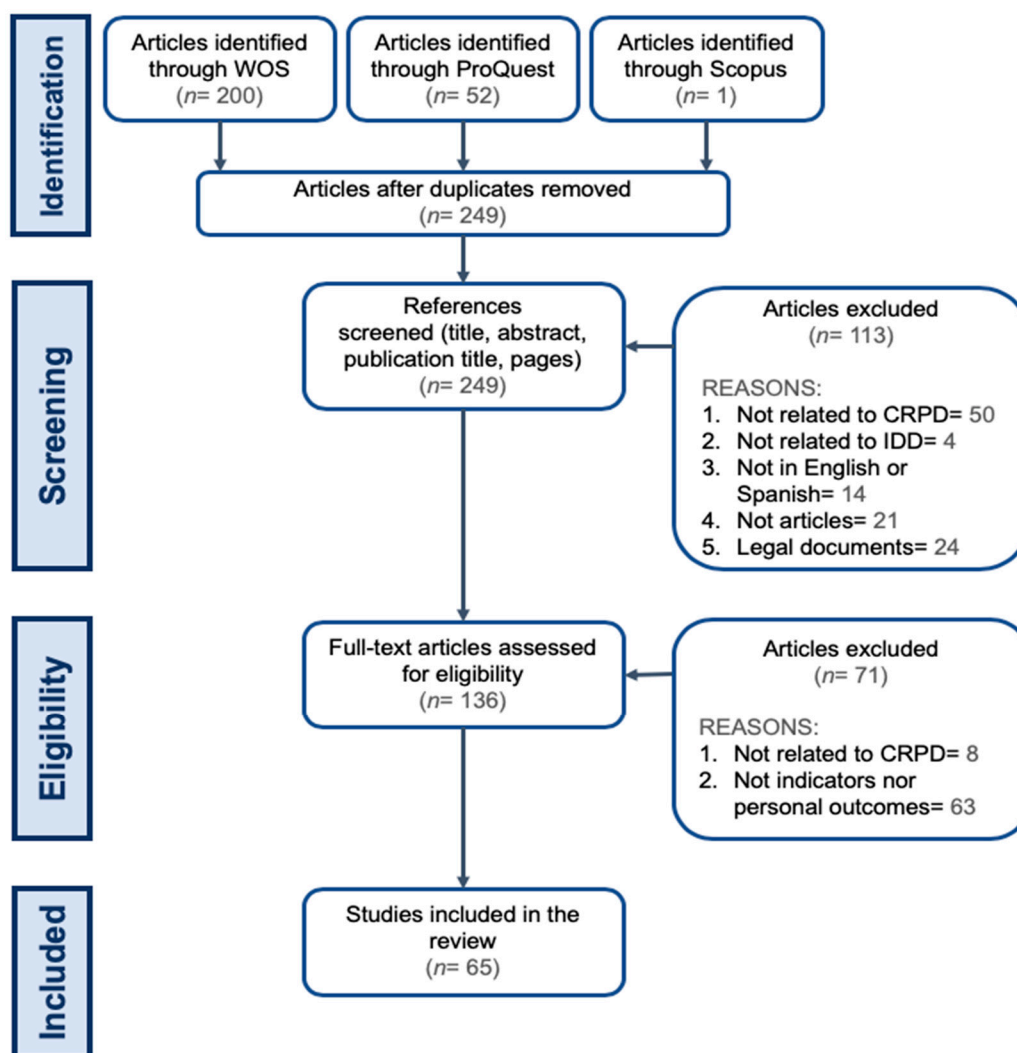 Identification
Articles identified
through WOS
(n= 200)
Articles identified
through ProQuest
(n= 52)
Articles identified
through Scopus
(n= 1)
Articles after duplicates removed
(n= 249)
Screening
References
screened (title, abstract,
publication title, pages)
(n= 249)
Articles excluded
(n= 113)
REASONS:
1. Not related to CRPD= 50
2. Not related to IDD= 4
3. Not in English or
Spanish= 14
4. Not articles= 21
5. Legal documents= 24
Eligibility
Full-text articles assessed
for eligibility
(n= 136)
Articles excluded
(n= 71)
REASONS:
1. Not related to CRPD= 8
2. Not indicators nor
personal outcomes= 63
Included
Studies included in the
review
(n= 65)